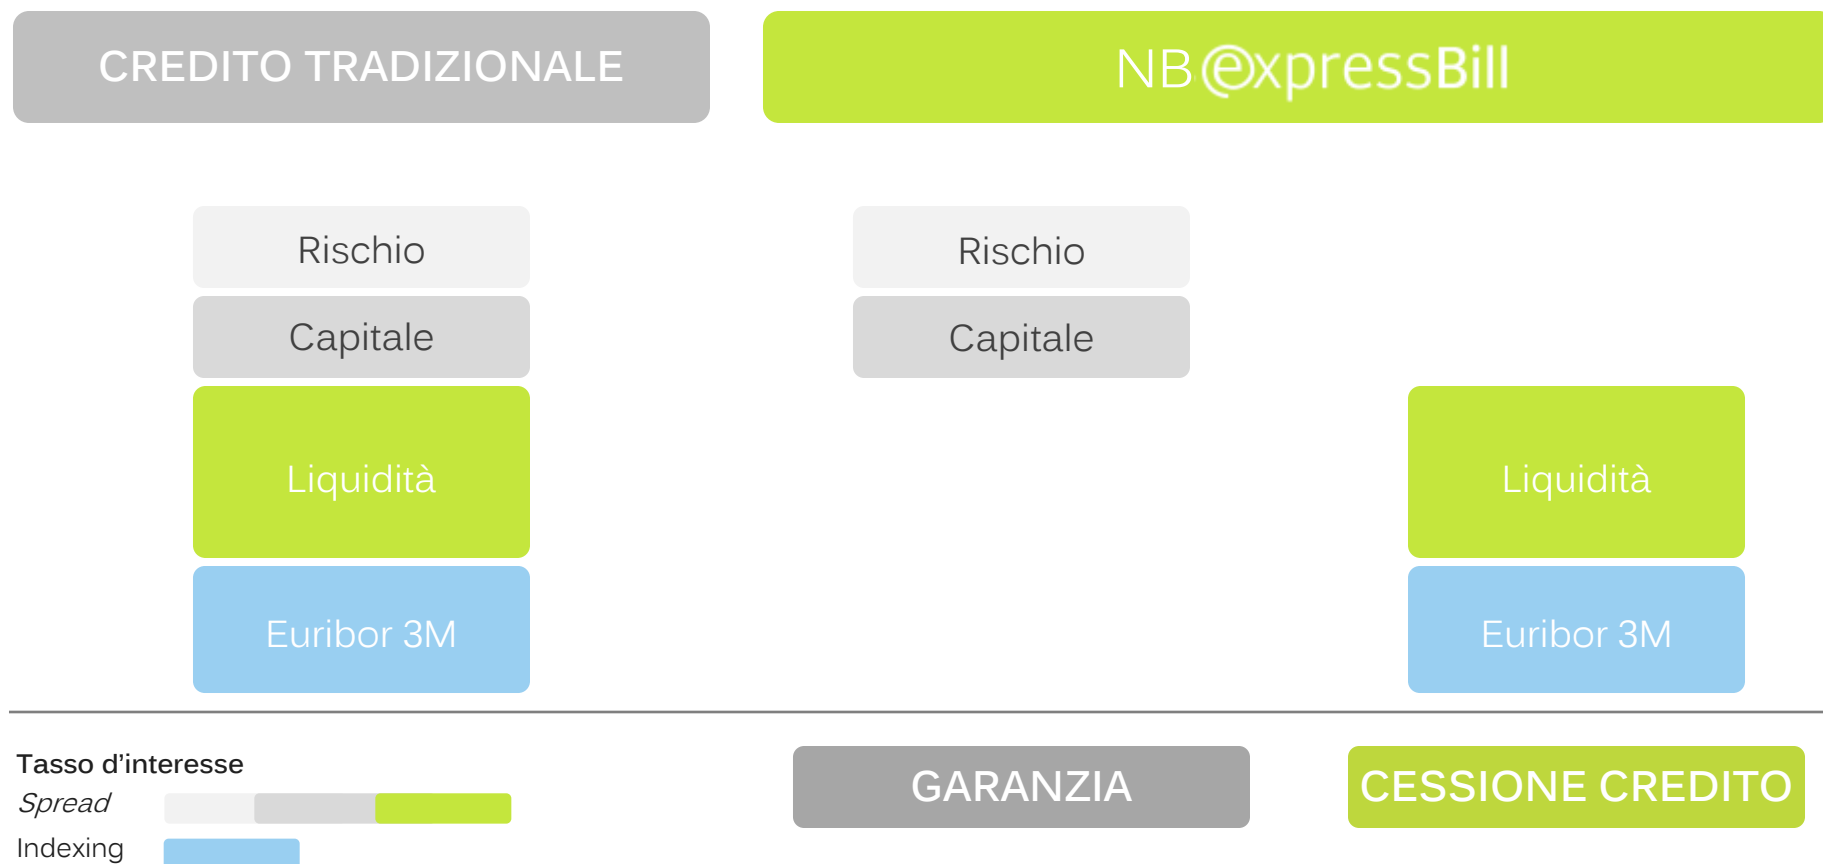 CREDITO TRADIZIONALE
NB expressBill
Rischio
Rischio
Capitale
Capitale
Liquidità
Liquidità
Euribor 3M
Euribor 3M
Tasso d’interesse
Spread
Indexing
GARANZIA
CESSIONE CREDITO